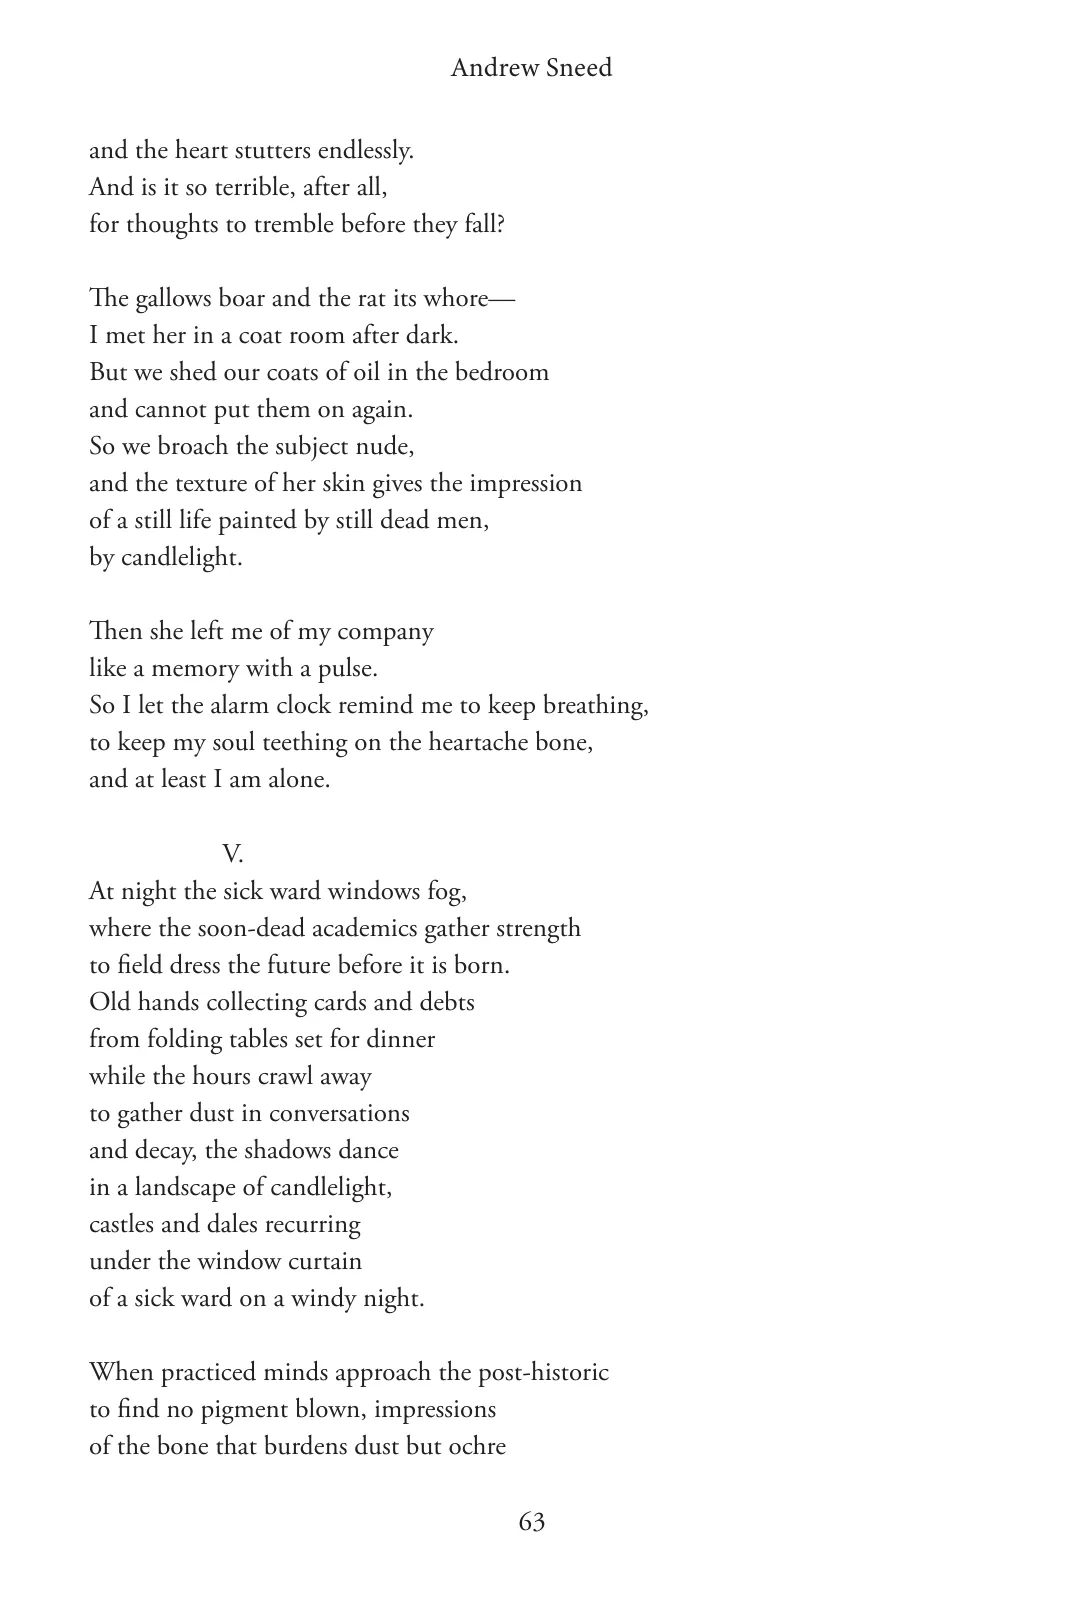 Andrew Sneed
and the heart stutters endlessly.
And is it so terrible, after all,
for thoughts to tremble before they fall?
The gallows boar and the rat its whore—
I met her in a coat room after dark.
But we shed our coats of oil in the bedroom
and cannot put them on again.
So we broach the subject nude,
and the texture of her skin gives the impression
of a still life painted by still dead men,
by candlelight.
Then she left me of my company
like a memory with a pulse.
So I let the alarm clock remind me to keep breathing,
to keep my soul teething on the heartache bone,
and at least I am alone.
V.
At night the sick ward windows fog,
where the soon-dead academics gather strength
to field dress the future before it is born.
Old hands collecting cards and debts
from folding tables set for dinner
while the hours crawl away
to gather dust in conversations
and decay, the shadows dance
in a landscape of candlelight,
castles and dales recurring
under the window curtain
of a sick ward on a windy night.
When practiced minds approach the post-historic
to find no pigment blown, impressions
of the bone that burdens dust but ochre
63